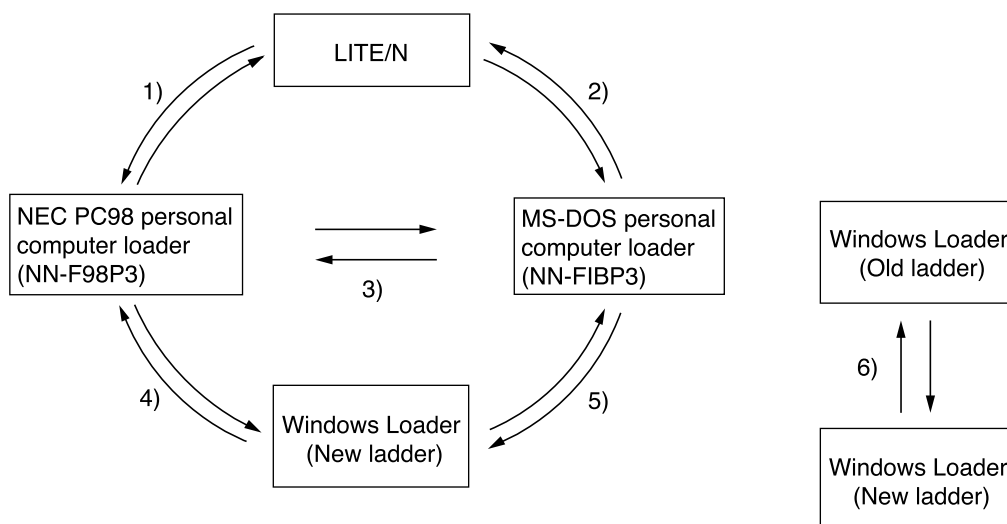 LITE/N
1)
2)
NEC PC98 personal
computer loader
(NN-F98P3)
MS-DOS personal
computer loader
(NN-FIBP3)
3)
4)
5)
Windows Loader
(New ladder)
Windows Loader
(Old ladder)
6)
Windows Loader
(New ladder)